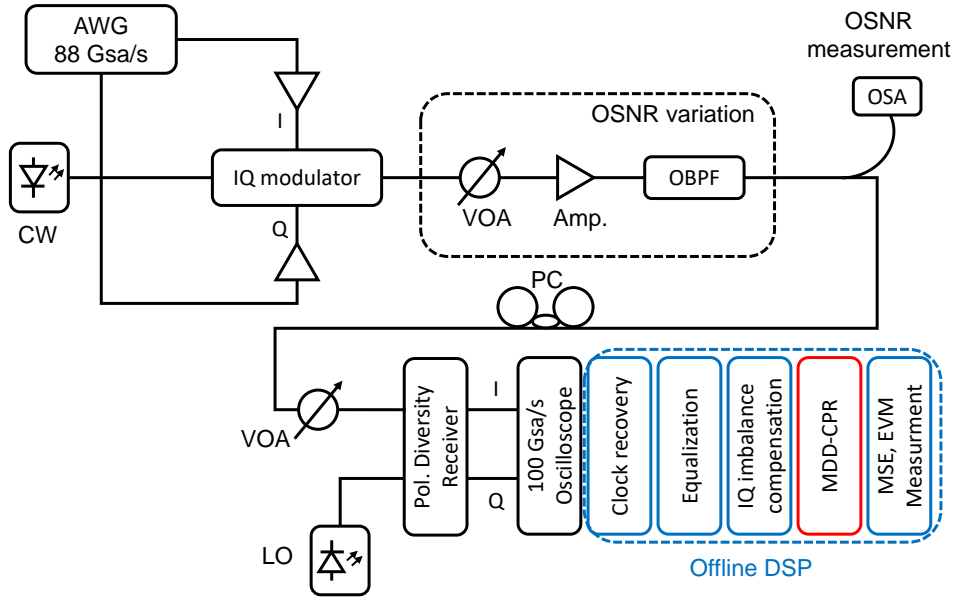 AWG
88 Gsa/s
OSNR
measurement
OSA
I
OSNR variation
CW
IQ modulator
VOA
Amp.
OBPF
Q
PC
VOA
Pol. Diversity
Receiver
I
Q
100 Gsa/s
Oscilloscope
Clock recovery
Equalization
IQ imbalance
compensation
MDD-CPR
MSE, EVM
Measurment
LO
Offline DSP